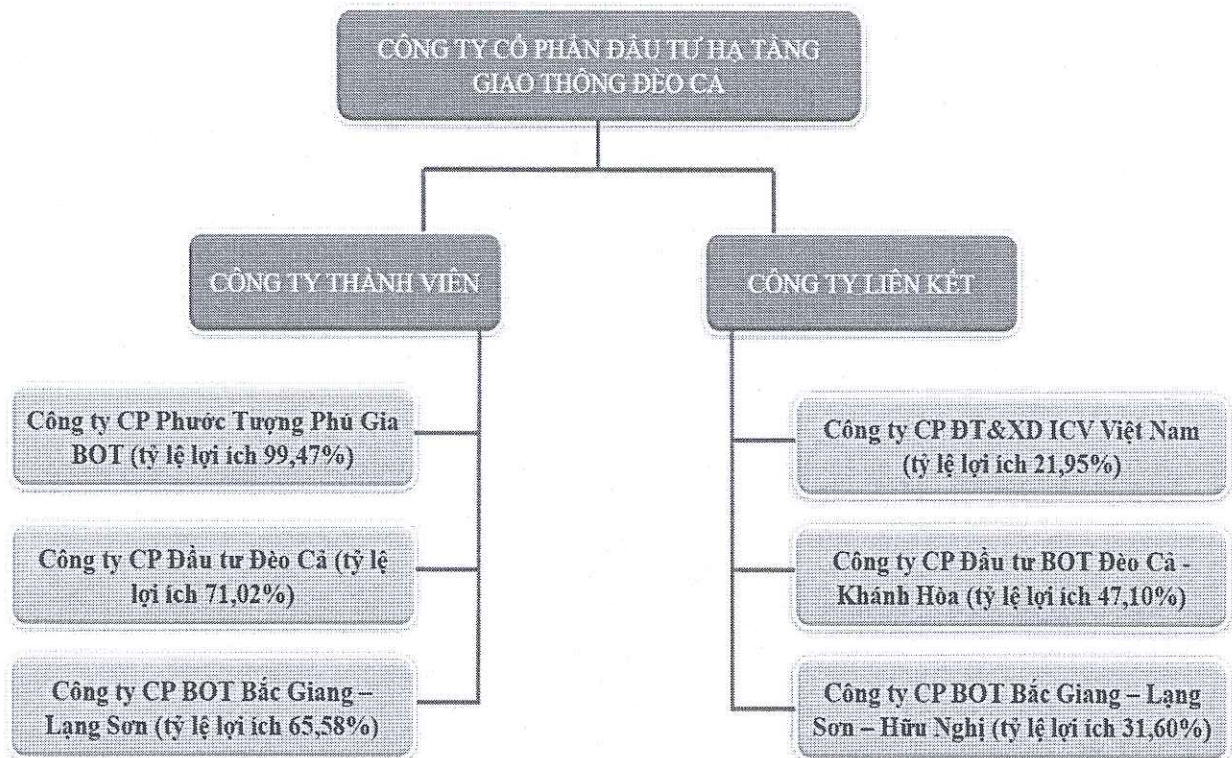 CÔNG TY CỔ PHẦN ĐẦU TƯ HẠ TẦNG
GIAO THÔNG ĐÈO CẢ
CÔNG TY THÀNH VIÊN
CÔNG TY LIÊN KẾT
Công ty CP Phước Tượng Phú Gia
BOT (tỷ lệ lợi ích 99,47%)
Công ty CP Đầu tư Đèo Cả (tỷ lệ
lợi ích 71,02%)
Công ty CP BOT Bắc Giang –
Lạng Sơn (tỷ lệ lợi ích 65,58%)
Công ty CP ĐT&XD ICV Việt Nam
(tỷ lệ lợi ích 21,95%)
Công ty CP Đầu tư BOT Đèo Cả -
Khánh Hòa (tỷ lệ lợi ích 47,10%)
Công ty CP BOT Bắc Giang – Lạng
Sơn – Hữu Nghị (tỷ lệ lợi ích 31,60%)